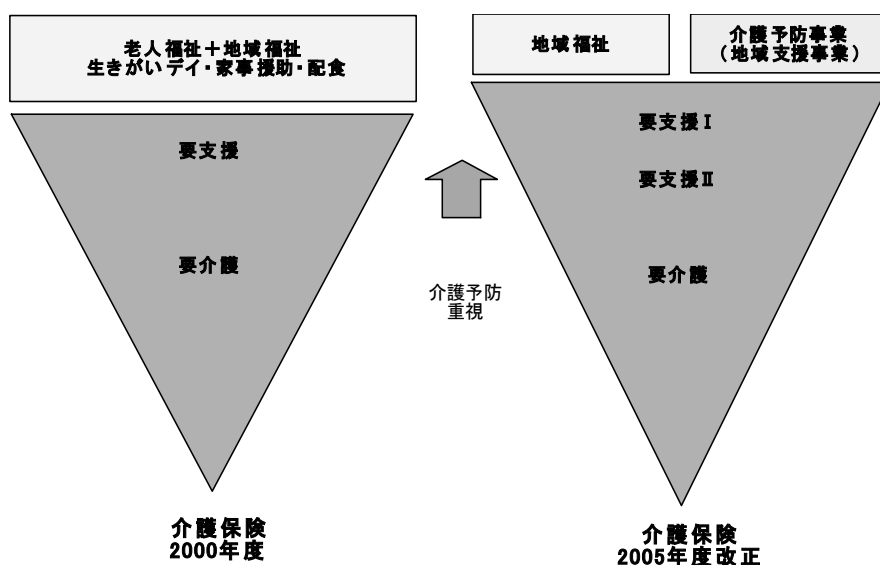 老人福祉＋地域福祉
生きがいデイ・家事援助・配食
要支援
要介護
介護保険
2000年度
介護予防
重視
地域福祉
介護予防事業
（地域支援事業）
要支援Ⅰ
要支援Ⅱ
要介護
介護保険
2005年度改正